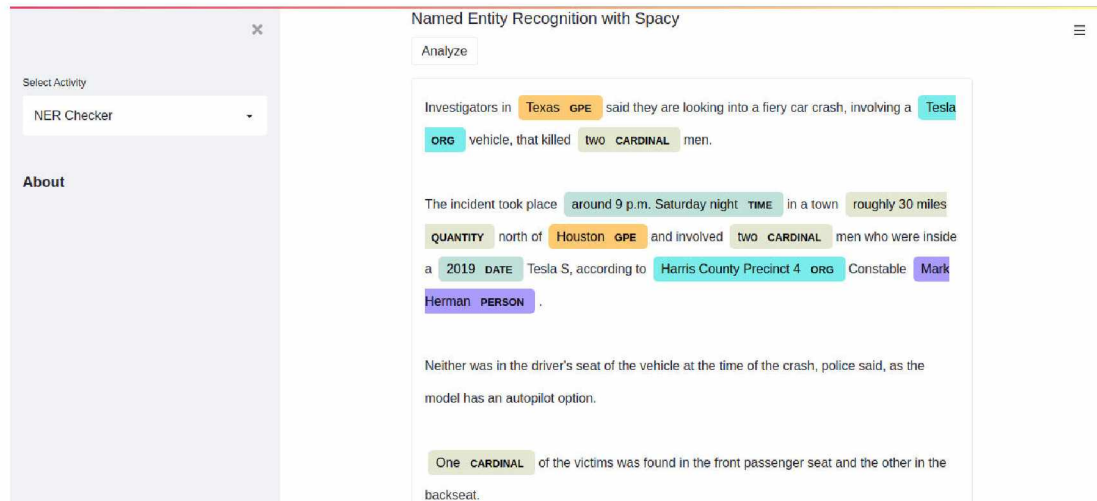 Named Entity Recognition with Spacy
Analyze
Select Activity
NER Checker
About
Investigators in Texas GPE said they are looking into a fiery car crash, involving a Tesla
ORG vehicle, that killed two CARDINAL men.
The incident took place around 9 p.m. Saturday night TIME in a town roughly 30 miles
QUANTITY north of Houston GPE and involved two CARDINAL men who were inside
a 2019 DATE Tesla S, according to Harris County Precinct 4 ORG Constable Mark
Herman PERSON .
Neither was in the driver's seat of the vehicle at the time of the crash, police said, as the
model has an autopilot option.
One CARDINAL of the victims was found in the front passenger seat and the other in the
backseat.